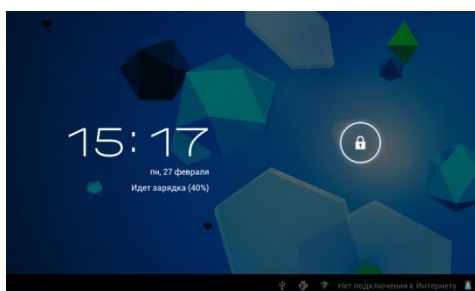 15:17
пн, 27 февраля
Идет зарядка (40%)
Нет подключения к Интернету